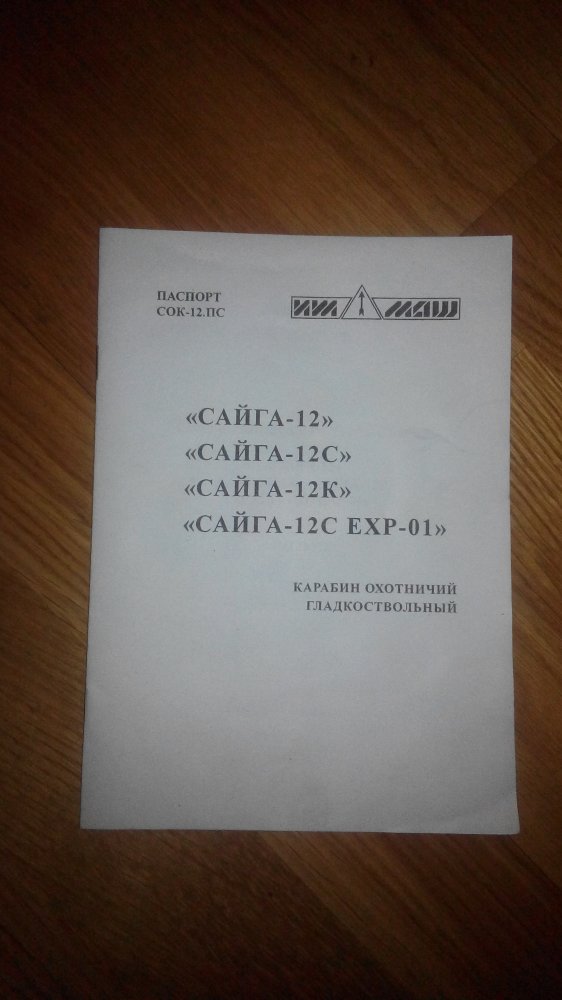 ПАСПОРТ
СОК-12.ПС
ИЖМАШ
«САЙГА-12»
«САЙГА-12С»
«САЙГА-12К»
«САЙГА-12С EXP-01»
КАРАБИН ОХОТНИЧИЙ
ГЛАДКОСТВОЛЬНЫЙ